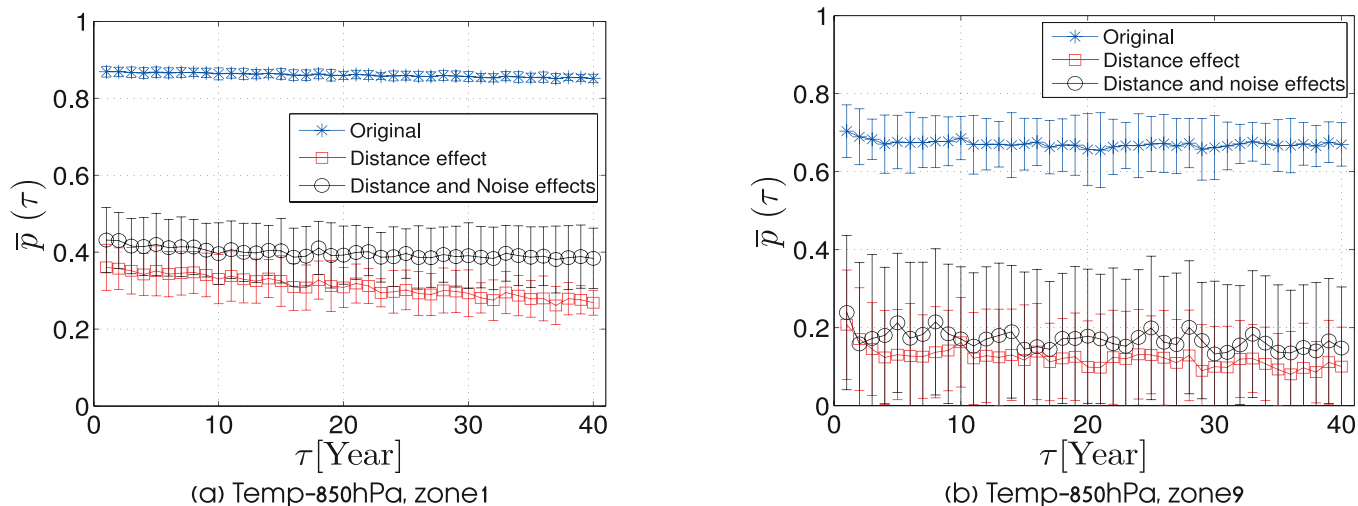 1
0.8
0.6
0.4
0.2
0
0
10
20
30
40
p̅ (τ)
τ[Year]
Original
Distance effect
Distance and Noise effects
(a) Temp-850hPa, zone1
1
0.8
0.6
0.4
0.2
0
0
10
20
30
40
p̅ (τ)
τ[Year]
Original
Distance effect
Distance and noise effects
(b) Temp-850hPa, zone9